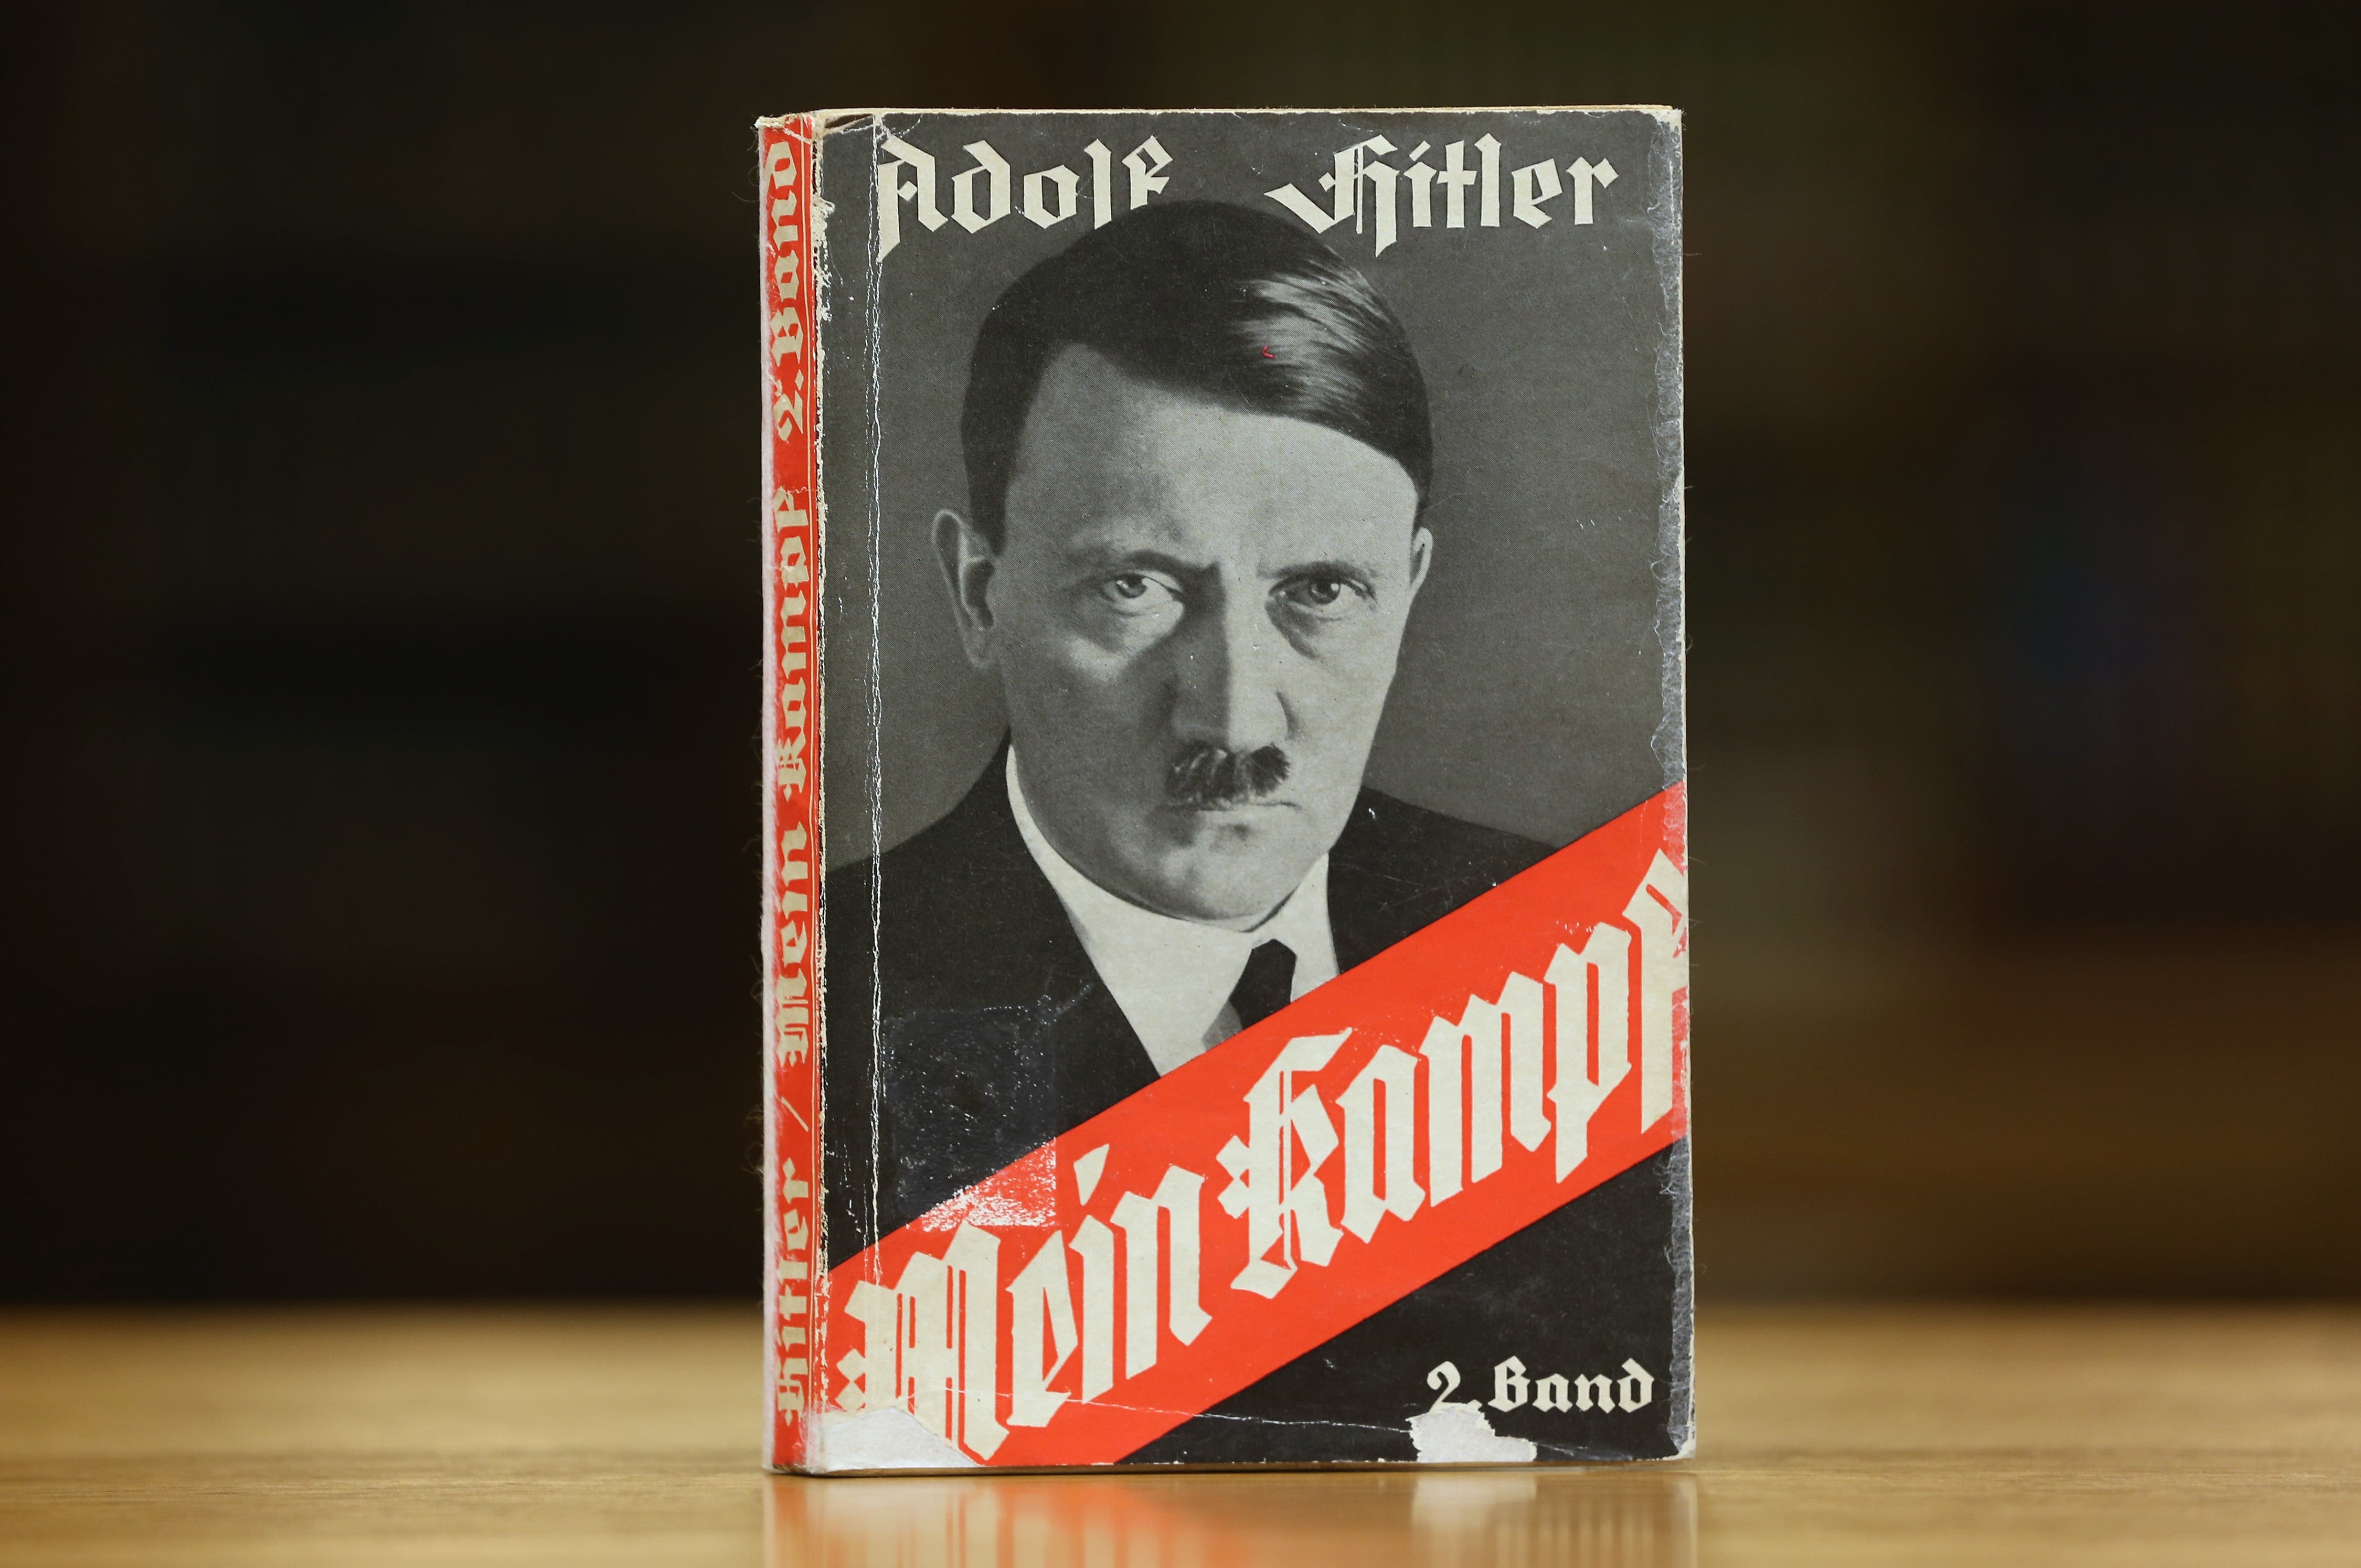 Adolf Hitler
Mein Kampf
2. Band
Hitler / Mein Kampf 2. Band